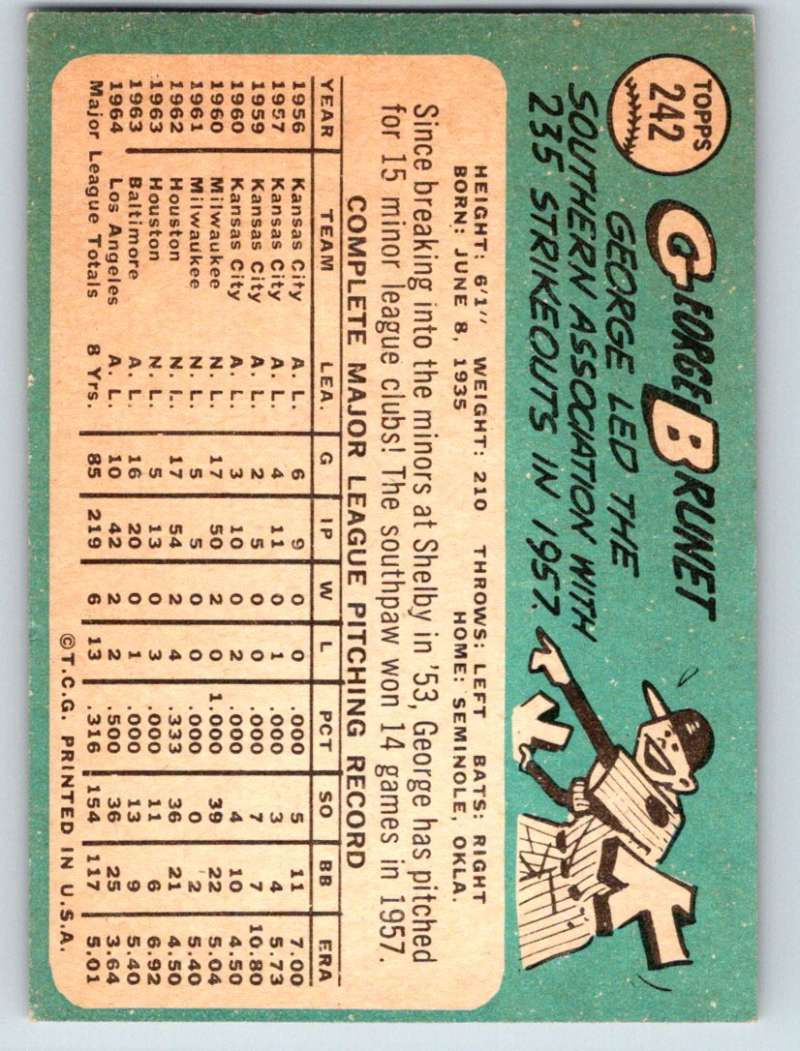 TOPPS
242
GEORGE BRUNET
GEORGE LED THE
SOUTHERN ASSOCIATION WITH
235 STRIKEOUTS IN 1957.
HEIGHT: 6'1" WEIGHT: 210 THROWS: LEFT BATS: RIGHT
BORN: JUNE 8, 1935 HOME: SEMINOLE, OKLA.
Since breaking into the minors at Shelby in '53, George has pitched
for 15 minor league clubs! The southpaw won 14 games in 1957.
COMPLETE MAJOR LEAGUE PITCHING RECORD
YEAR TEAM LEA. G IP W L PCT SO BB ERA
1956 Kansas City A. L. 6 9 0 0 .000 5 11 7.00
1957 Kansas City A. L. 4 11 0 1 .000 3 4 5.73
1959 Kansas City A. L. 2 5 0 0 .000 7 7 10.80
1960 Kansas City A. L. 3 10 0 2 .000 4 10 4.50
1960 Milwaukee N. L. 17 50 2 0 1.000 39 22 5.04
1961 Milwaukee N. L. 5 5 0 0 .000 0 2 5.40
1962 Houston N. L. 17 54 2 4 .333 36 21 4.50
1963 Houston N. L. 5 13 0 3 .000 11 6 6.92
1963 Baltimore A. L. 16 20 0 1 .000 13 9 5.40
1964 Los Angeles A. L. 10 42 2 2 .500 36 25 3.64
Major League Totals 8 Yrs. 85 219 6 13 .316 154 117 5.01
©T.C.G. PRINTED IN U.S.A.